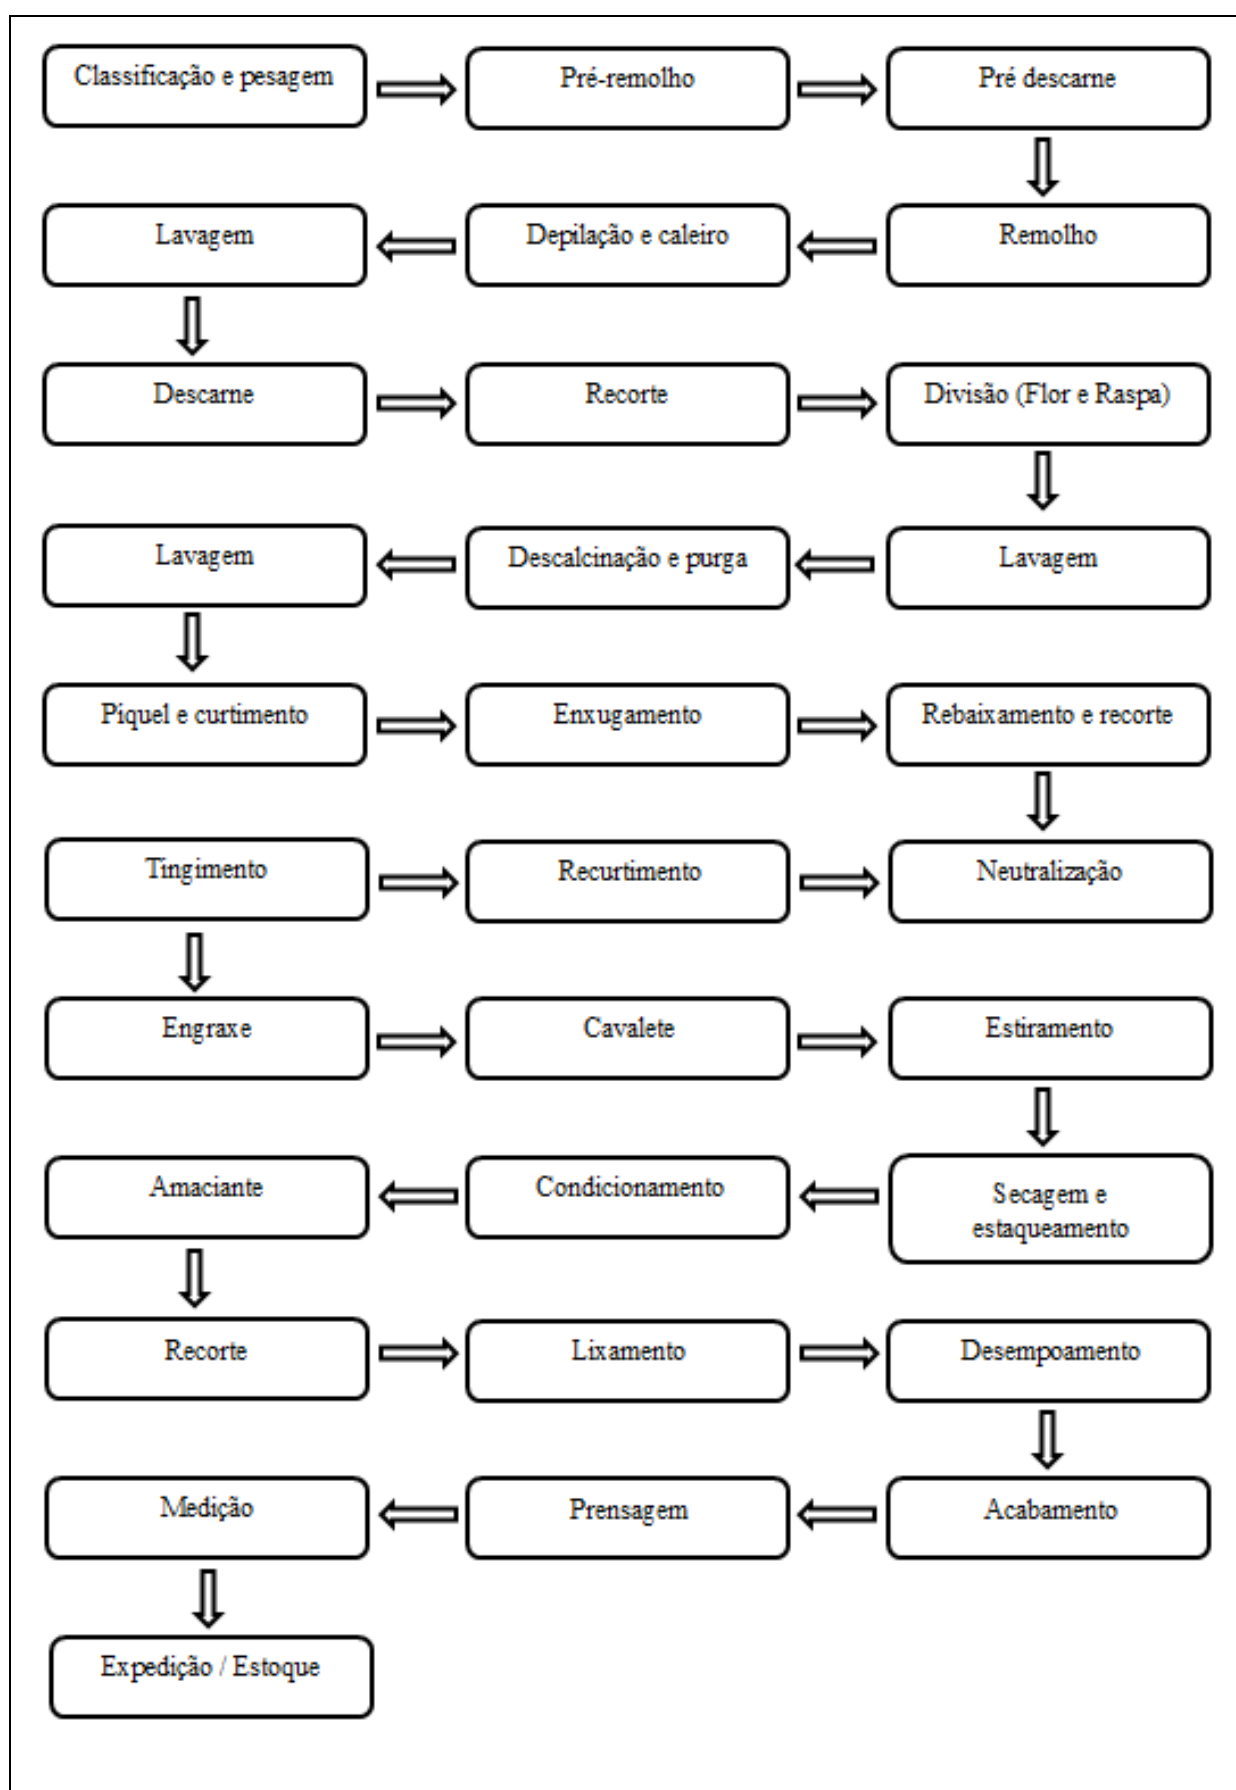 Classificação e pesagem
Pré-remolho
Pré descarne
Lavagem
Depilação e caleiro
Remolho
Descarne
Recorte
Divisão (Flor e Raspa)
Lavagem
Descalcinação e purga
Lavagem
Piquel e curtimento
Enxugamento
Rebaixamento e recorte
Tingimento
Recurtimento
Neutralização
Engraxe
Cavalete
Estiramento
Amaciante
Condicionamento
Secagem e
estaqueamento
Recorte
Lixamento
Desempoamento
Medição
Prensagem
Acabamento
Expedição / Estoque